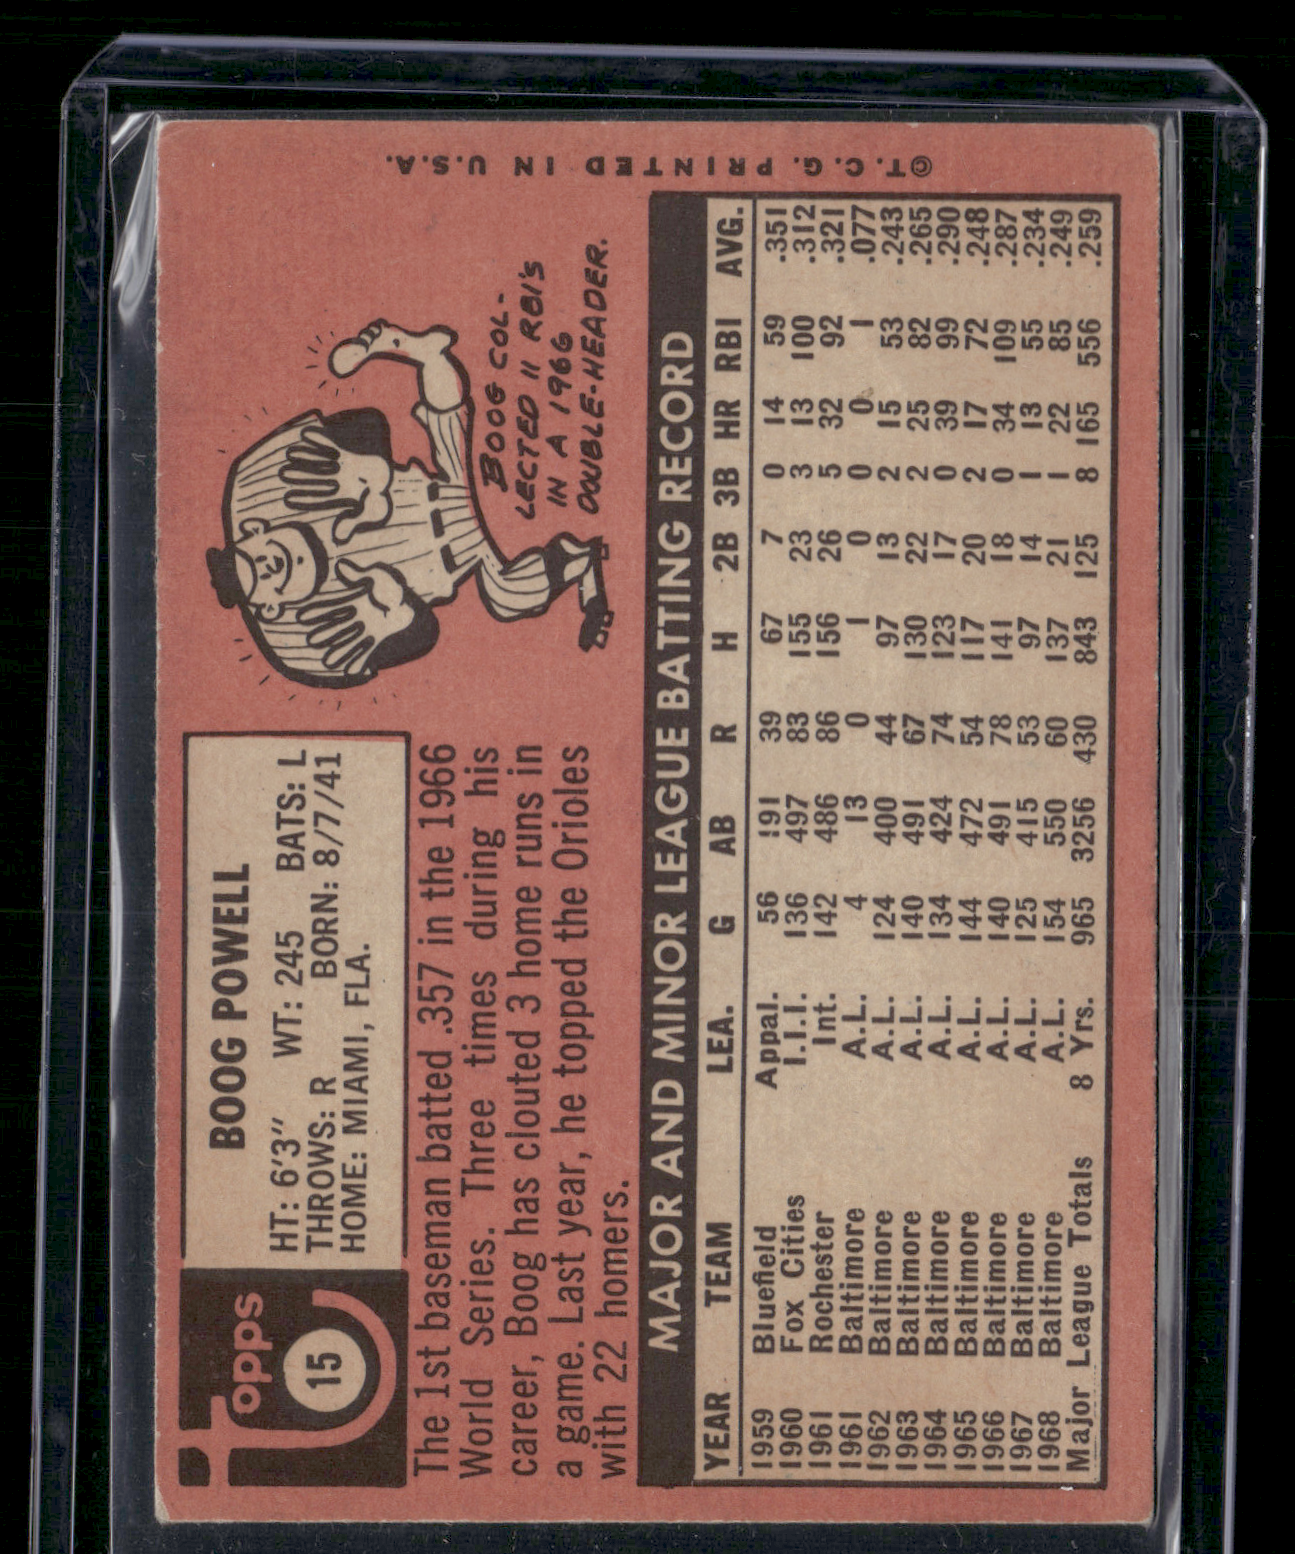 Topps
15
BOOG POWELL
HT: 6'3" WT: 245 BATS: L
THROWS: R BORN: 8/7/41
HOME: MIAMI, FLA.
The 1st baseman batted .357 in the 1966
World Series. Three times during his
career, Boog has clouted 3 home runs in
a game. Last year, he topped the Orioles
with 22 homers.
BOOG COL-
LECTED 11 RBI'S
IN A 1966
DOUBLE-HEADER.
MAJOR AND MINOR LEAGUE BATTING RECORD
YEAR TEAM LEA. G AB R H 2B 3B HR RBI AVG.
1959 Bluefield Appal. 56 191 39 67 7 0 14 59 .351
1960 Fox Cities I.I.I. 136 497 83 155 23 3 13 100 .312
1961 Rochester Int. 142 486 86 156 26 5 32 92 .321
1961 Baltimore A.L. 4 13 0 1 0 0 0 1 .077
1962 Baltimore A.L. 124 400 44 97 13 2 15 53 .243
1963 Baltimore A.L. 140 491 67 130 22 2 25 82 .265
1964 Baltimore A.L. 134 424 74 123 17 0 39 99 .290
1965 Baltimore A.L. 144 472 54 117 20 2 17 72 .248
1966 Baltimore A.L. 140 491 78 141 18 0 34 109 .287
1967 Baltimore A.L. 125 415 53 97 14 1 13 55 .234
1968 Baltimore A.L. 154 550 60 137 21 1 22 85 .249
Major League Totals 8 Yrs. 965 3256 430 843 125 8 165 556 .259
©T.C.G. PRINTED IN U.S.A.